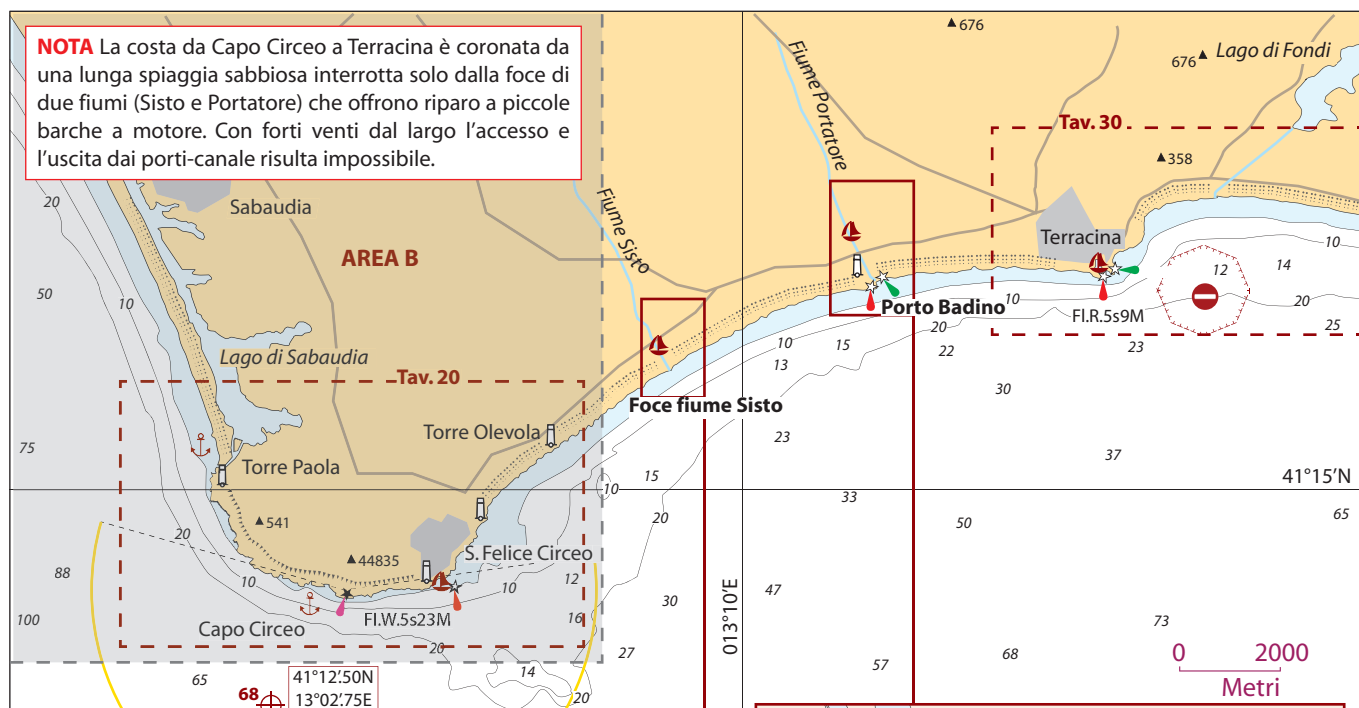 NOTA La costa da Capo Circeo a Terracina è coronata da
una lunga spiaggia sabbiosa interrotta solo dalla foce di
due fiumi (Sisto e Portatore) che offrono riparo a piccole
barche a motore. Con forti venti dal largo l'accesso e
l'uscita dai porti-canale risulta impossibile.
676
Fiume Portatore
Lago di Fondi
676
Tav. 30
358
20
Sabaudia
Fiume Sisto
AREA B
Terracina
10
12
14
50
10
Porto Badino
10
20
FI.R.5s9M
25
20
22
23
10
15
13
Lago di Sabaudia
Tav. 20
30
Foce fiume Sisto
Torre Olevola
23
75
37
Torre Paola
15
41°15'N
10
33
20
541
50
65
20
44835
S. Felice Circeo
88
10
12
10
47
013°10'E
30
100
FI.W.5s23M
16
73
Capo Circeo
20
27
68
57
0 2000
Metri
65
14
41°12'.50N
68
13°02'.75E
20